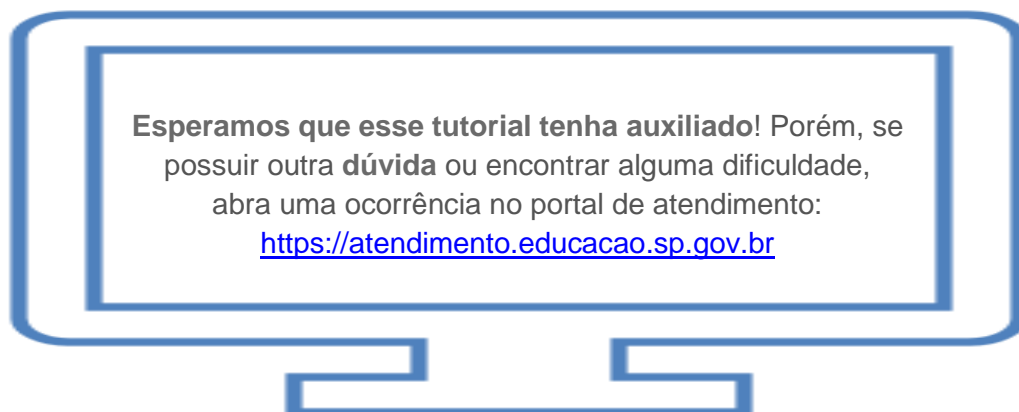 Esperamos que esse tutorial tenha auxiliado! Porém, se
possuir outra dúvida ou encontrar alguma dificuldade,
abra uma ocorrência no portal de atendimento:
https://atendimento.educacao.sp.gov.br